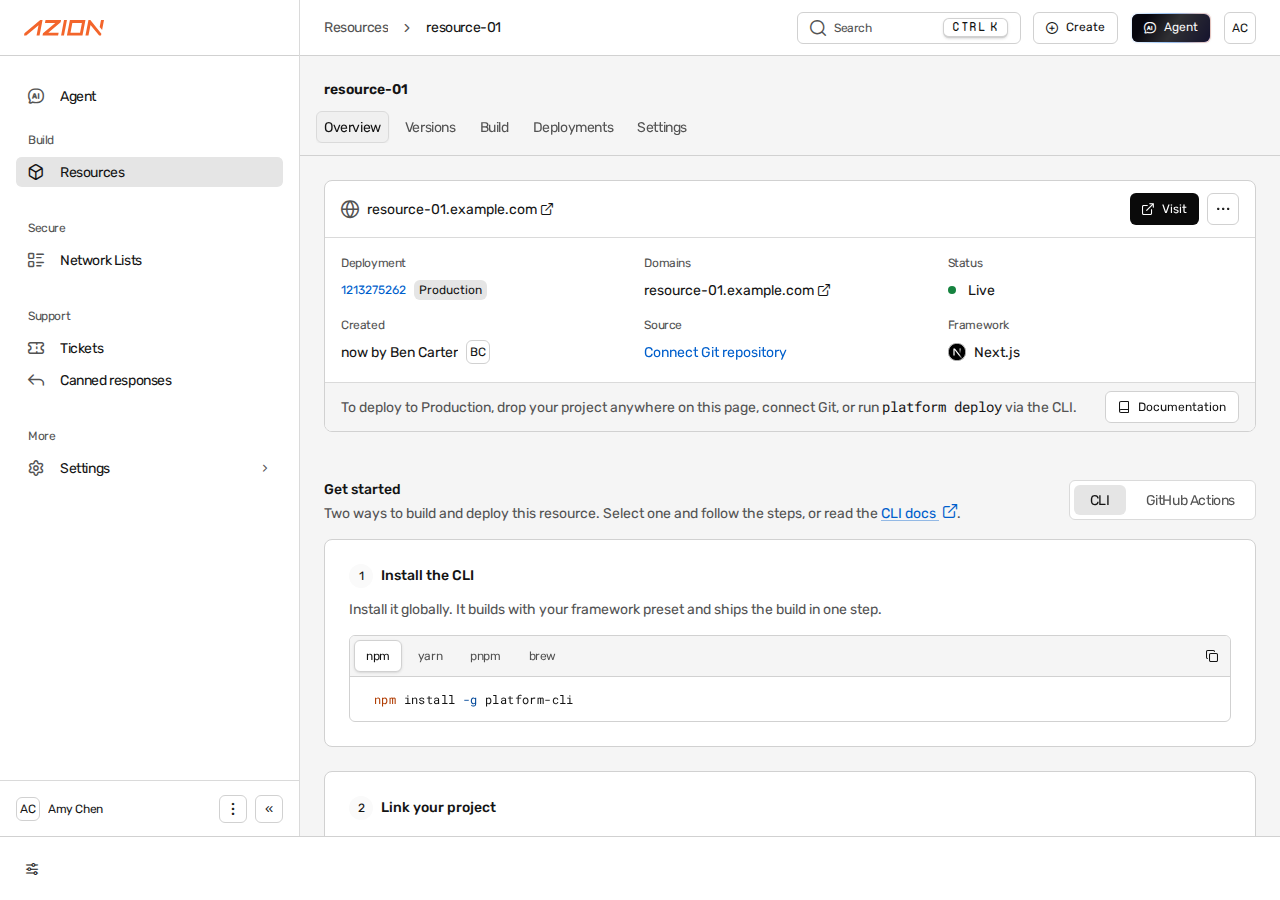 AZION
Resources > resource-01
Search CTRL K
Create
Agent
AC
Agent
Build
Resources
Secure
Network Lists
Support
Tickets
Canned responses
More
Settings
AC Amy Chen
resource-01
Overview Versions Build Deployments Settings
resource-01.example.com
Visit
Deployment Domains Status
1213275262 Production resource-01.example.com Live
Created Source Framework
now by Ben Carter BC Connect Git repository Next.js
To deploy to Production, drop your project anywhere on this page, connect Git, or run platform deploy via the CLI.
Documentation
Get started
Two ways to build and deploy this resource. Select one and follow the steps, or read the CLI docs .
CLI GitHub Actions
1 Install the CLI
Install it globally. It builds with your framework preset and ships the build in one step.
npm yarn pnpm brew
npm install -g platform-cli
2 Link your project